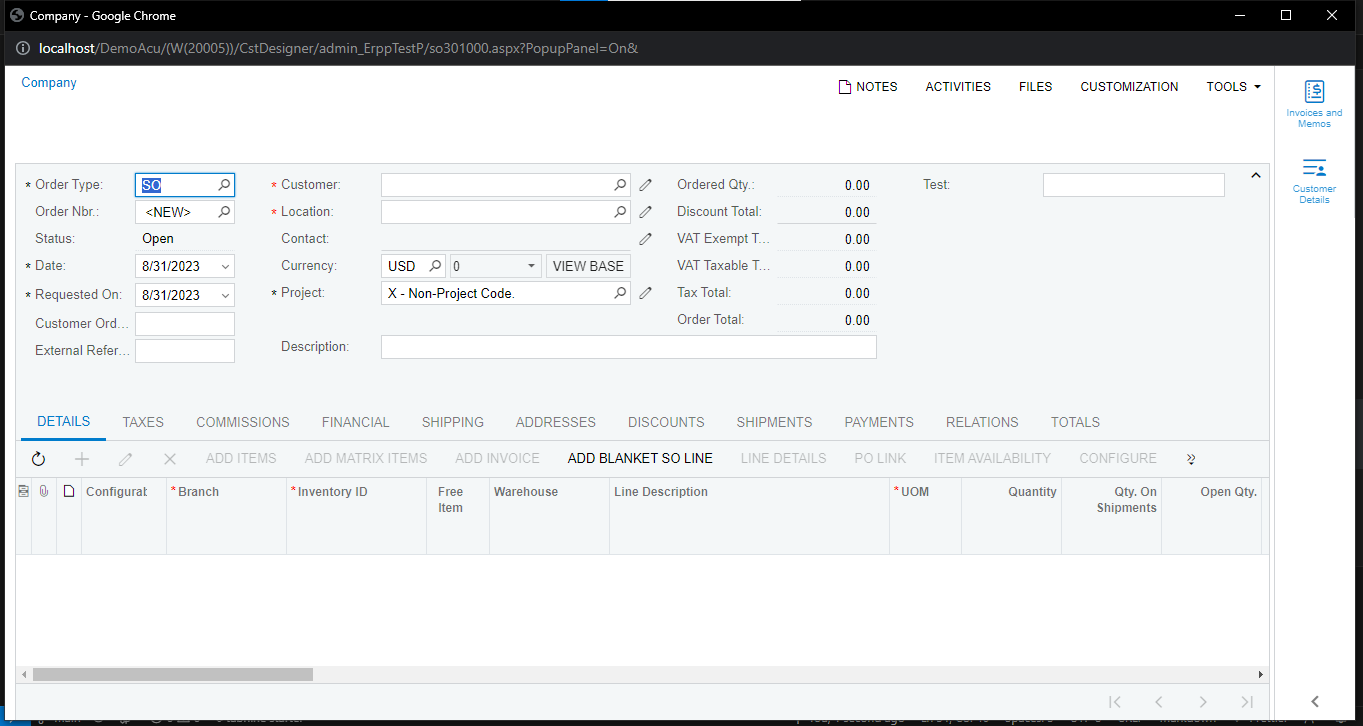 Company - Google Chrome
localhost/DemoAcu/(W(20005))/CstDesigner/admin_ErppTestP/so301000.aspx?PopupPanel=On&
Company
NOTES ACTIVITIES FILES CUSTOMIZATION TOOLS
Invoices and
Memos
Customer
Details
* Order Type: SO * Customer: Ordered Qty.: 0.00 Test:
Order Nbr.: <NEW> * Location: Discount Total: 0.00
Status: Open Contact: VAT Exempt T... 0.00
* Date: 8/31/2023 Currency: USD 0 VIEW BASE VAT Taxable T... 0.00
* Requested On: 8/31/2023 * Project: X - Non-Project Code. Tax Total: 0.00
Customer Ord... Order Total: 0.00
External Refer... Description:
DETAILS TAXES COMMISSIONS FINANCIAL SHIPPING ADDRESSES DISCOUNTS SHIPMENTS PAYMENTS RELATIONS TOTALS
ADD ITEMS ADD MATRIX ITEMS ADD INVOICE ADD BLANKET SO LINE LINE DETAILS PO LINK ITEM AVAILABILITY CONFIGURE
Configurat * Branch * Inventory ID Free Warehouse Line Description * UOM Quantity Qty. On Open Qty.
Item Shipments